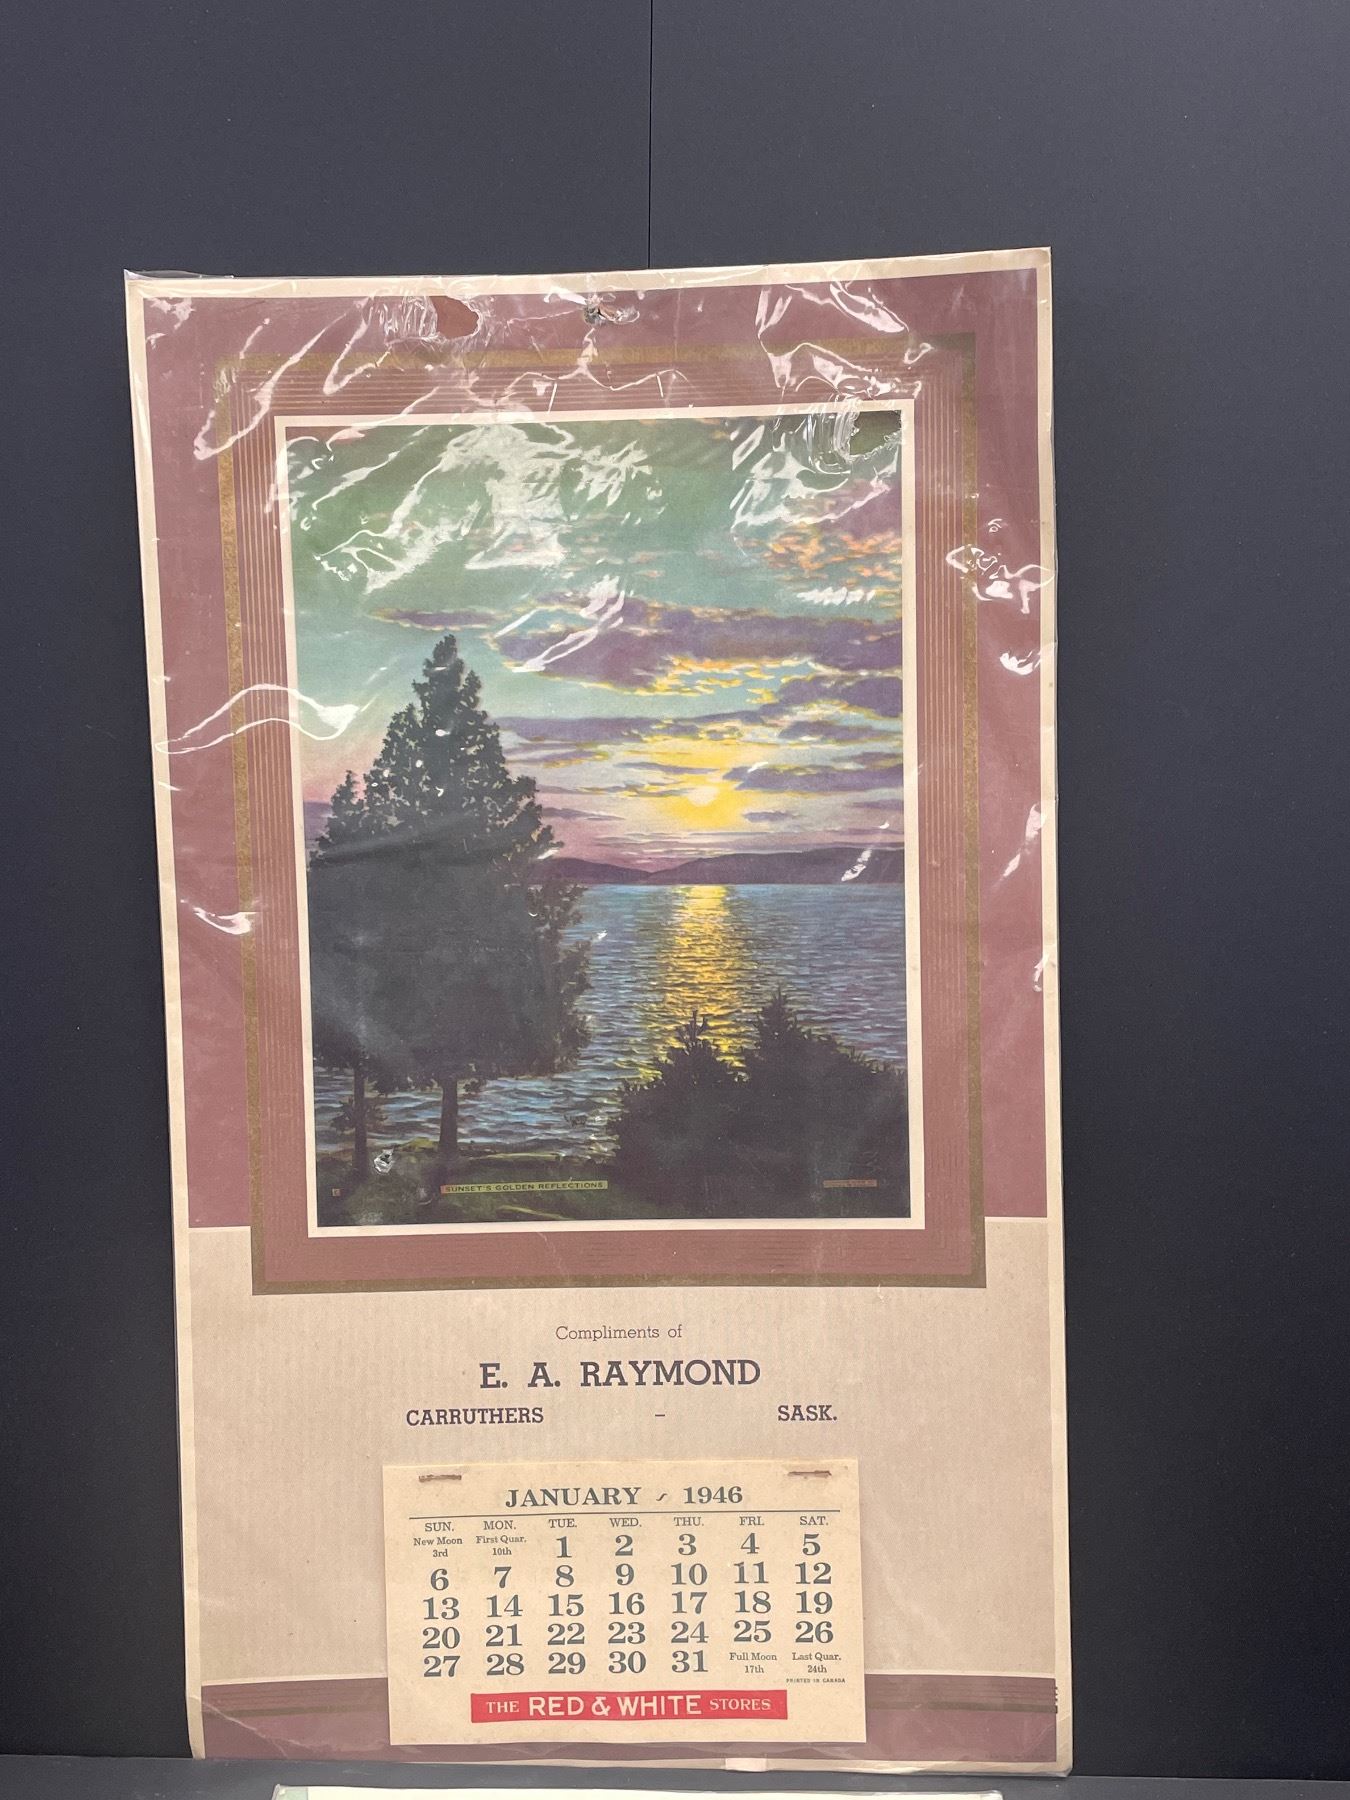 SUNSET'S GOLDEN REFLECTIONS
Compliments of
E. A. RAYMOND
CARRUTHERS - SASK.
JANUARY - 1946
SUN. MON. TUE. WED. THU. FRI. SAT.
New Moon 3rd First Quar. 10th 1 2 3 4 5
6 7 8 9 10 11 12
13 14 15 16 17 18 19
20 21 22 23 24 25 26
27 28 29 30 31 Full Moon 17th Last Quar. 24th
PRINTED IN CANADA
THE RED & WHITE STORES